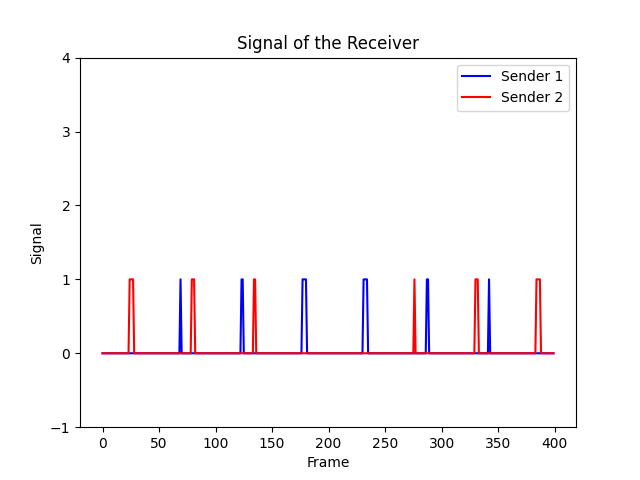 Signal of the Receiver
Sender 1
Sender 2
4
3
2
1
0
−1
Signal
0 50 100 150 200 250 300 350 400
Frame